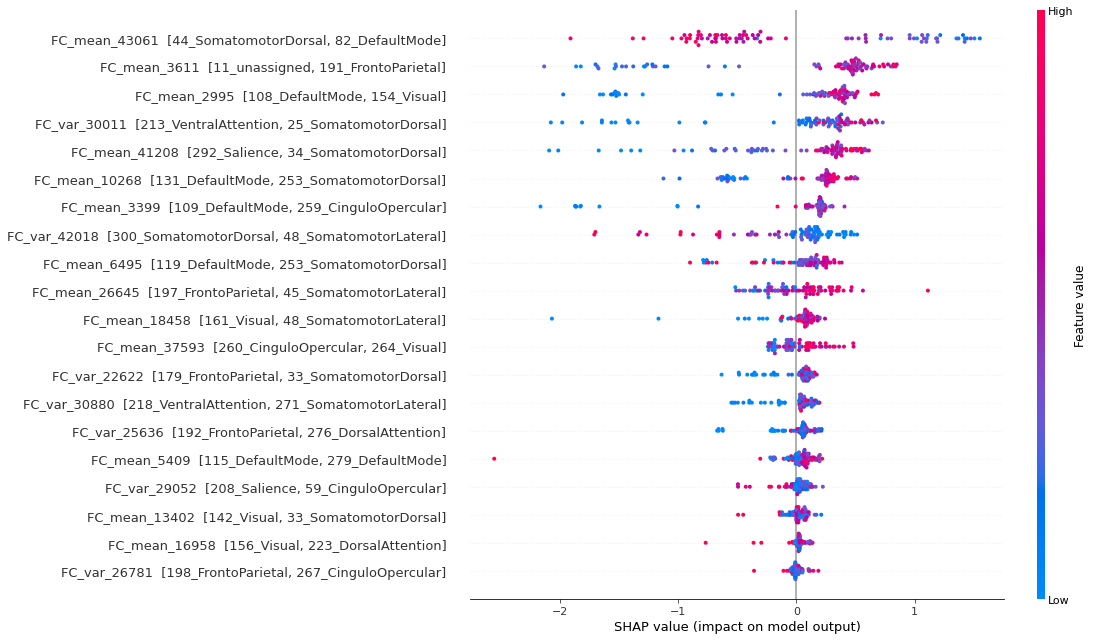 High
FC_mean_43061 [44_SomatomotorDorsal, 82_DefaultMode]
FC_mean_3611 [11_unassigned, 191_FrontoParietal]
FC_mean_2995 [108_DefaultMode, 154_Visual]
FC_var_30011 [213_VentralAttention, 25_SomatomotorDorsal]
FC_mean_41208 [292_Salience, 34_SomatomotorDorsal]
FC_mean_10268 [131_DefaultMode, 253_SomatomotorDorsal]
FC_mean_3399 [109_DefaultMode, 259_CinguloOpercular]
FC_var_42018 [300_SomatomotorDorsal, 48_SomatomotorLateral]
FC_mean_6495 [119_DefaultMode, 253_SomatomotorDorsal]
FC_mean_26645 [197_FrontoParietal, 45_SomatomotorLateral]
FC_mean_18458 [161_Visual, 48_SomatomotorLateral]
FC_mean_37593 [260_CinguloOpercular, 264_Visual]
FC_var_22622 [179_FrontoParietal, 33_SomatomotorDorsal]
FC_var_30880 [218_VentralAttention, 271_SomatomotorLateral]
FC_var_25636 [192_FrontoParietal, 276_DorsalAttention]
FC_mean_5409 [115_DefaultMode, 279_DefaultMode]
FC_var_29052 [208_Salience, 59_CinguloOpercular]
FC_mean_13402 [142_Visual, 33_SomatomotorDorsal]
FC_mean_16958 [156_Visual, 223_DorsalAttention]
FC_var_26781 [198_FrontoParietal, 267_CinguloOpercular]
Feature value
Low
−2 −1 0 1
SHAP value (impact on model output)